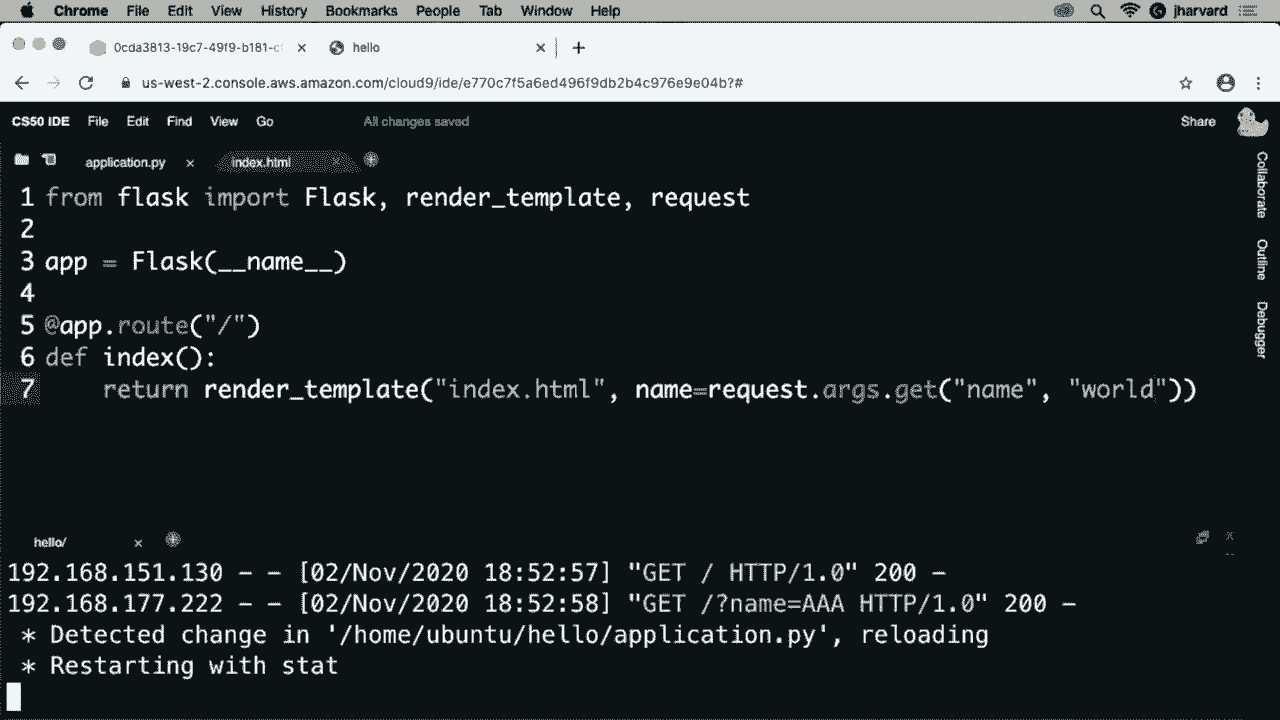 Chrome File Edit View History Bookmarks People Tab Window Help jharvard
0cda3813-19c7-49f9-b181-c hello
us-west-2.console.aws.amazon.com/cloud9/ide/e770c7f5a6ed496f9db2b4c976e9e04b?#
CS50 IDE File Edit Find View Go All changes saved Share
application.py × index.html ×
1 from flask import Flask, render_template, request
2
3 app = Flask(__name__)
4
5 @app.route("/")
6 def index():
7 return render_template("index.html", name=request.args.get("name", "world"))
Collaborate
Outline
Debugger
hello/ ×
192.168.151.130 - - [02/Nov/2020 18:52:57] "GET / HTTP/1.0" 200 -
192.168.177.222 - - [02/Nov/2020 18:52:58] "GET /?name=AAA HTTP/1.0" 200 -
* Detected change in '/home/ubuntu/hello/application.py', reloading
* Restarting with stat